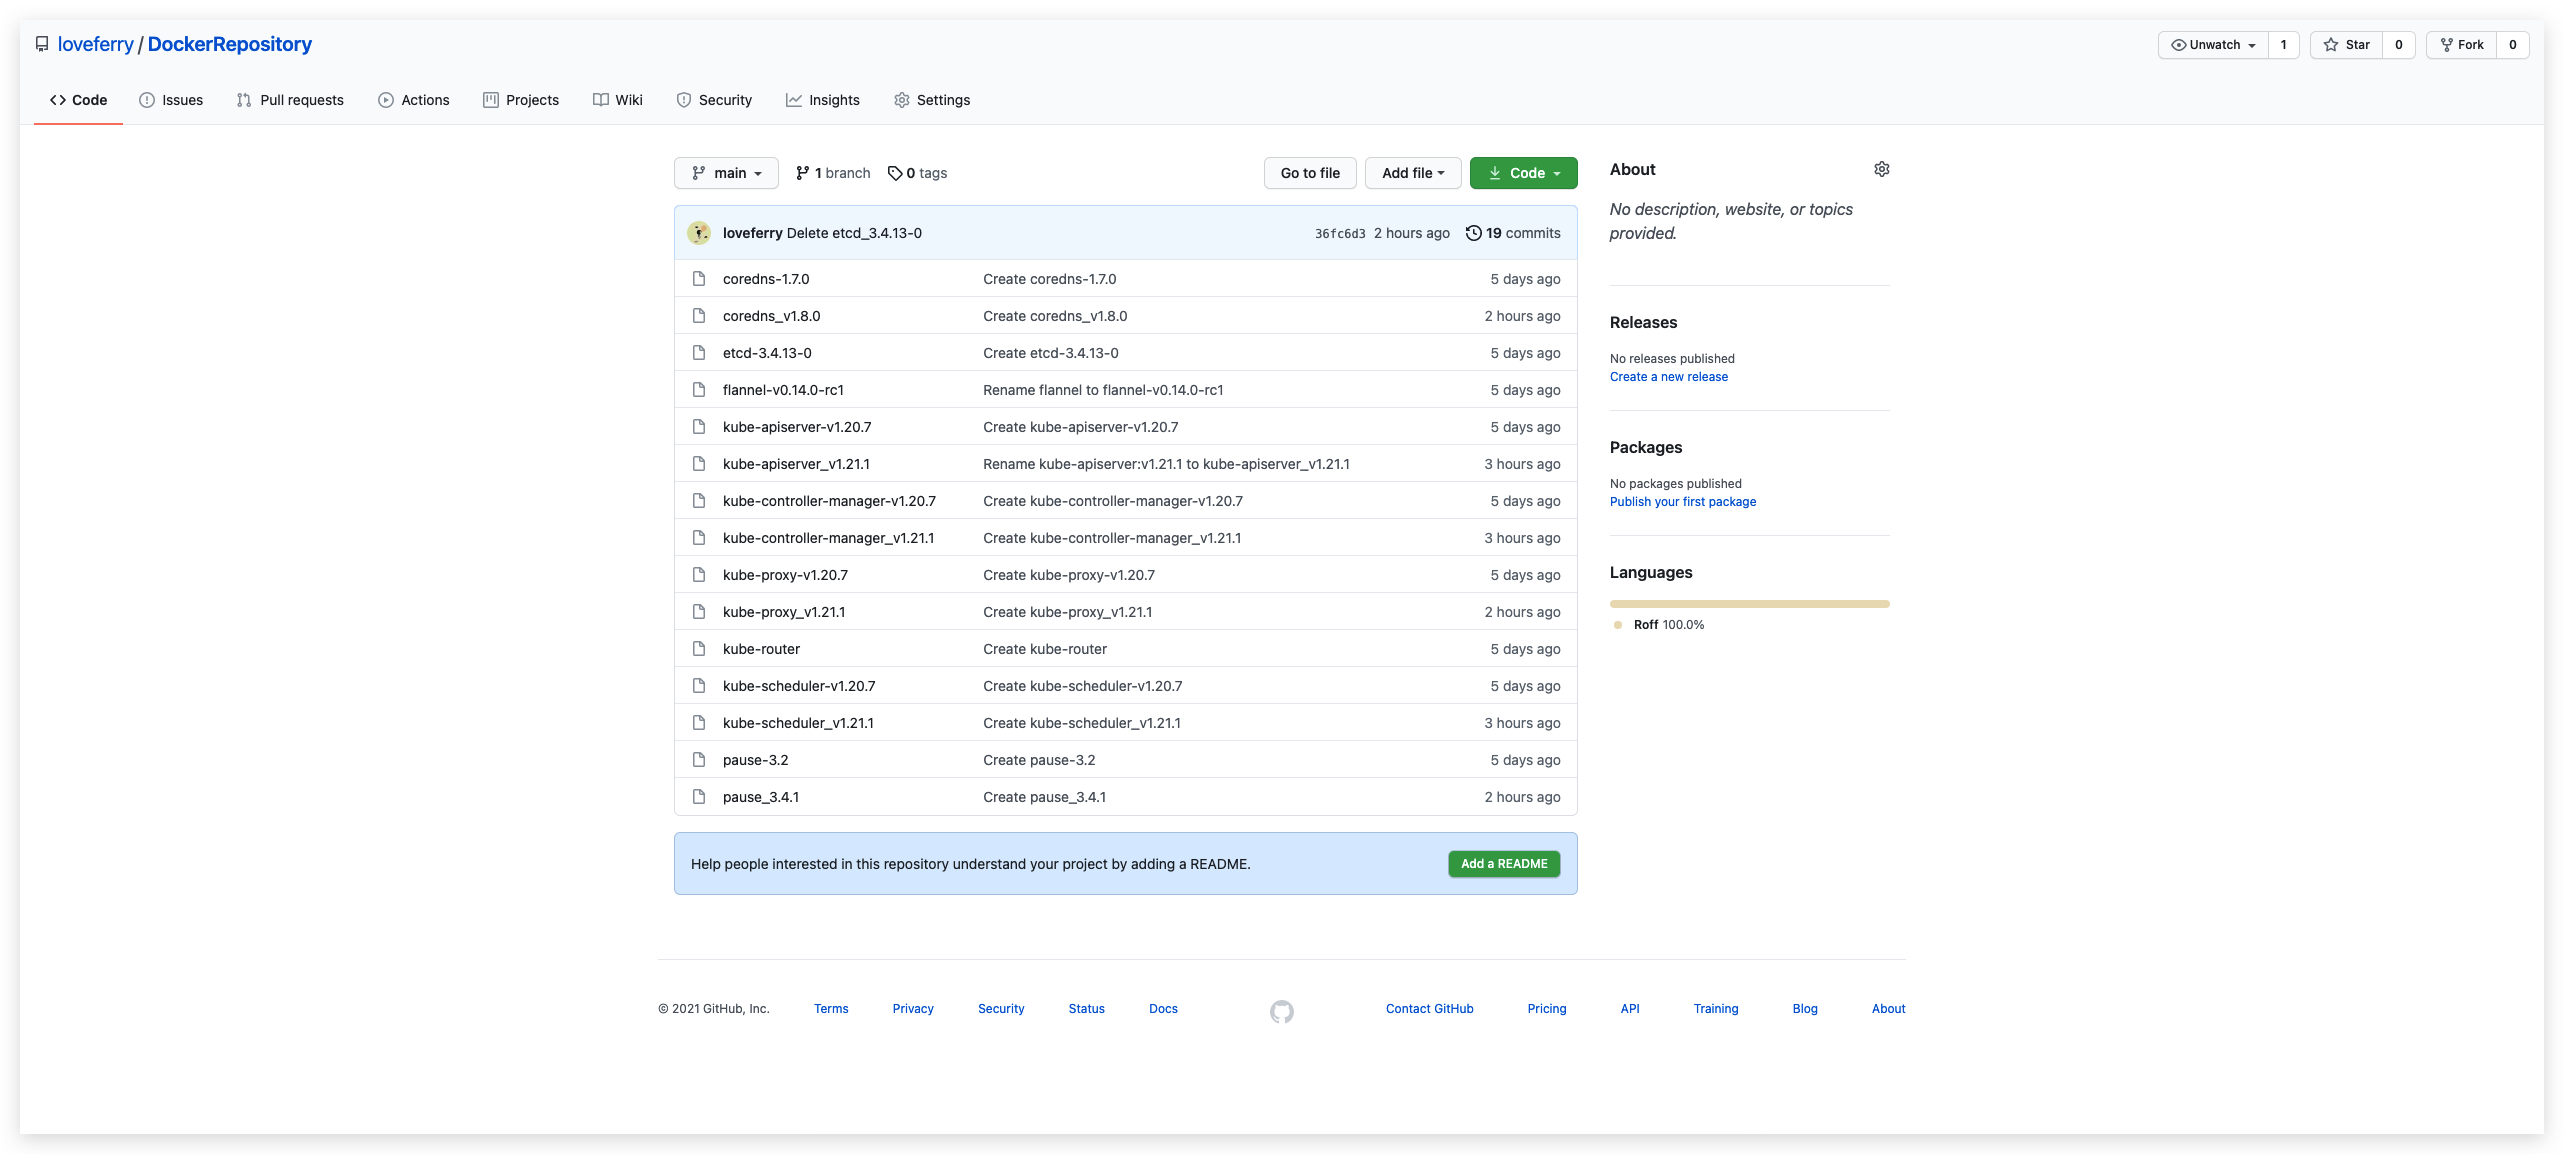 loveferry / DockerRepository
Unwatch 1 Star 0 Fork 0
Code Issues Pull requests Actions Projects Wiki Security Insights Settings
main 1 branch 0 tags Go to file Add file Code
loveferry Delete etcd_3.4.13-0 36fc6d3 2 hours ago 19 commits
coredns-1.7.0 Create coredns-1.7.0 5 days ago
coredns_v1.8.0 Create coredns_v1.8.0 2 hours ago
etcd-3.4.13-0 Create etcd-3.4.13-0 5 days ago
flannel-v0.14.0-rc1 Rename flannel to flannel-v0.14.0-rc1 5 days ago
kube-apiserver-v1.20.7 Create kube-apiserver-v1.20.7 5 days ago
kube-apiserver_v1.21.1 Rename kube-apiserver:v1.21.1 to kube-apiserver_v1.21.1 3 hours ago
kube-controller-manager-v1.20.7 Create kube-controller-manager-v1.20.7 5 days ago
kube-controller-manager_v1.21.1 Create kube-controller-manager_v1.21.1 3 hours ago
kube-proxy-v1.20.7 Create kube-proxy-v1.20.7 5 days ago
kube-proxy_v1.21.1 Create kube-proxy_v1.21.1 2 hours ago
kube-router Create kube-router 5 days ago
kube-scheduler-v1.20.7 Create kube-scheduler-v1.20.7 5 days ago
kube-scheduler_v1.21.1 Create kube-scheduler_v1.21.1 3 hours ago
pause-3.2 Create pause-3.2 5 days ago
pause_3.4.1 Create pause_3.4.1 2 hours ago
Help people interested in this repository understand your project by adding a README. Add a README
About
No description, website, or topics
provided.
Releases
No releases published
Create a new release
Packages
No packages published
Publish your first package
Languages
Roff 100.0%
© 2021 GitHub, Inc. Terms Privacy Security Status Docs Contact GitHub Pricing API Training Blog About